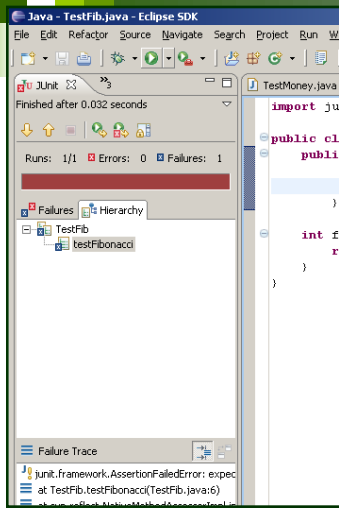 Java - TestFib.java - Eclipse SDK
File Edit Refactor Source Navigate Search Project Run
JUnit 3 TestMoney.java
Finished after 0.032 seconds
import ju
public cl
publi
Runs: 1/1 Errors: 0 Failures: 1
}
Failures Hierarchy
TestFib
int f
testFibonacci
r
}
}
Failure Trace
junit.framework.AssertionFailedError: expec
at TestFib.testFibonacci(TestFib.java:6)